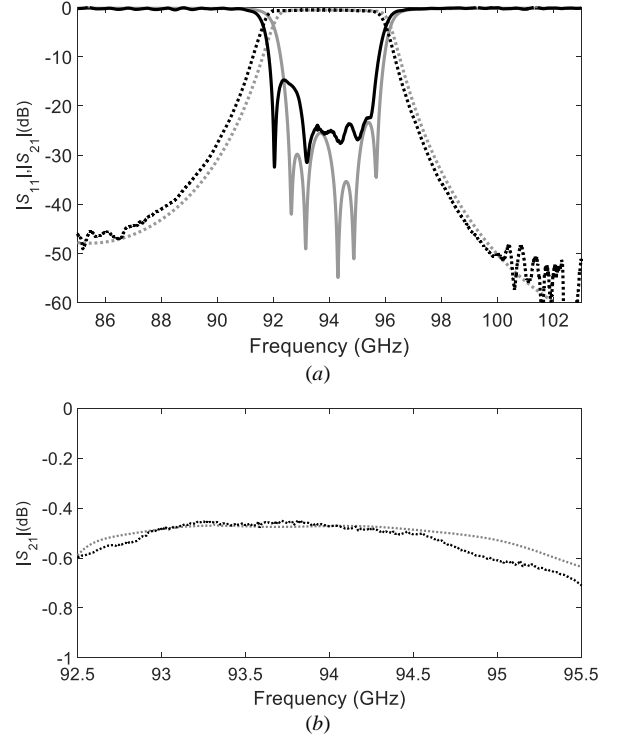 0
-10
-20
-30
-40
-50
-60
|S11|,|S21|(dB)
86 88 90 92 94 96 98 100 102
Frequency (GHz)
(a)
0
-0.2
-0.4
-0.6
-0.8
-1
|S21|(dB)
92.5 93 93.5 94 94.5 95 95.5
Frequency (GHz)
(b)